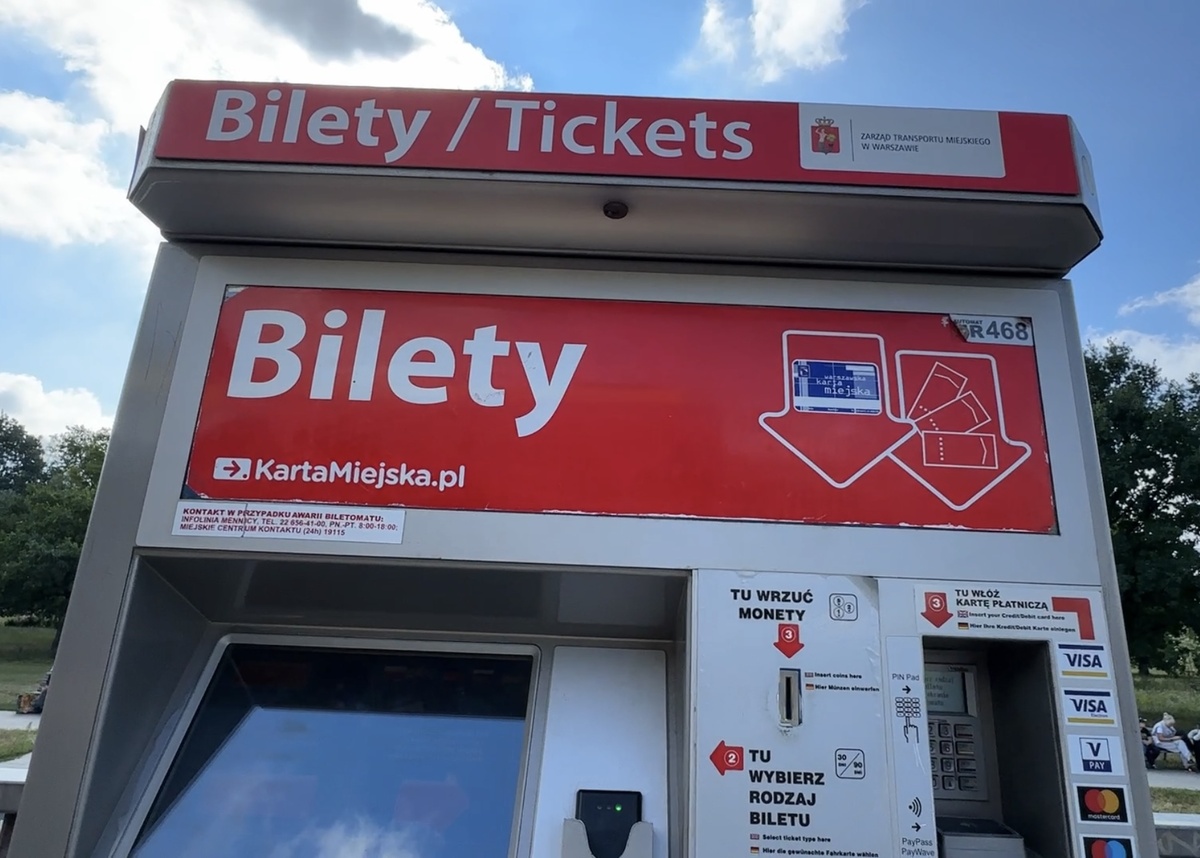 Bilety / Tickets
ZARZĄD TRANSPORTU MIEJSKIEGO
W WARSZAWIE
Bilety
AUTOMAT
468
warszawska
karta
miejska
KartaMiejska.pl
KONTAKT W PRZYPADKU AWARII BILETOMATU:
INFOLINIA MENNICY, TEL. 22 656-41-00, PN.-PT. 8:00-18:00;
MIEJSKIE CENTRUM KONTAKTU (24h) 19115
TU WRZUĆ
MONETY
3
Insert coins here
Hier Münzen einwerfen
2
TU
WYBIERZ
RODZAJ
BILETU
30
90
Select ticket type here
Hier die gewünschte Fahrkarte wählen
3
TU WŁÓŻ
KARTĘ PŁATNICZĄ
Insert your Credit/Debit card here
Hier Ihre Kredit/Debit Karte einlegen
PIN Pad
PayPass
PayWave
VISA
VISA
Electron
V
PAY
mastercard